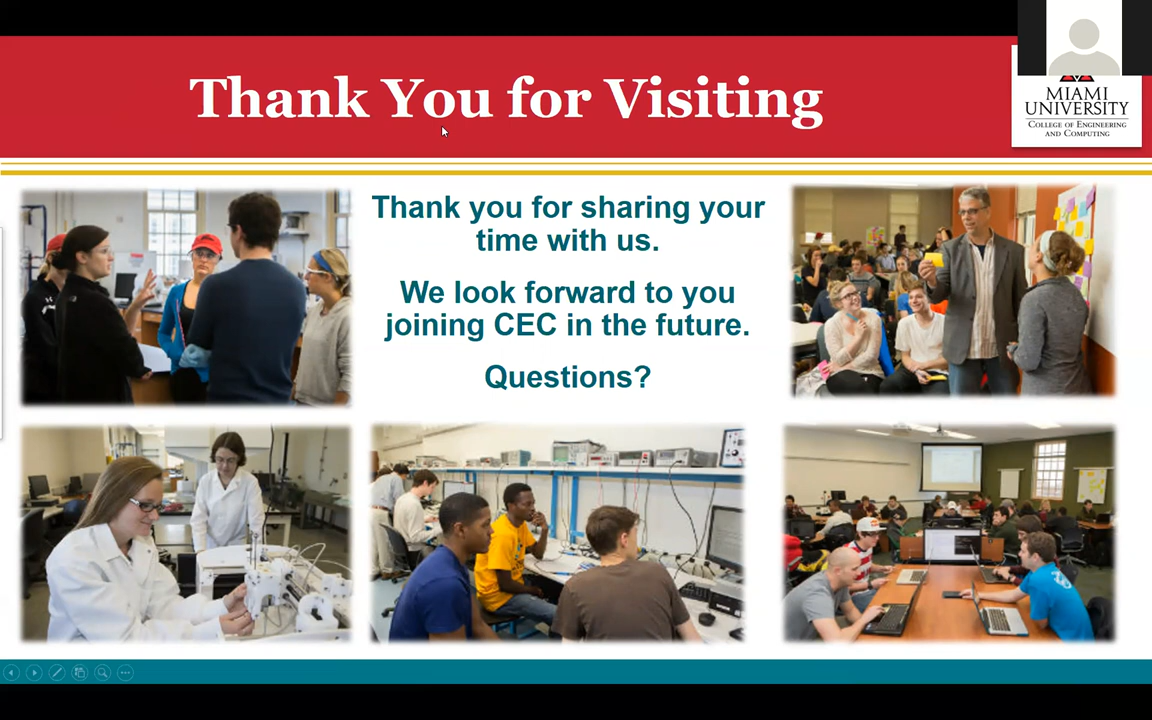 Thank You for Visiting
MIAMI
UNIVERSITY
COLLEGE OF ENGINEERING
AND COMPUTING
Thank you for sharing your
time with us.
We look forward to you
joining CEC in the future.
Questions?